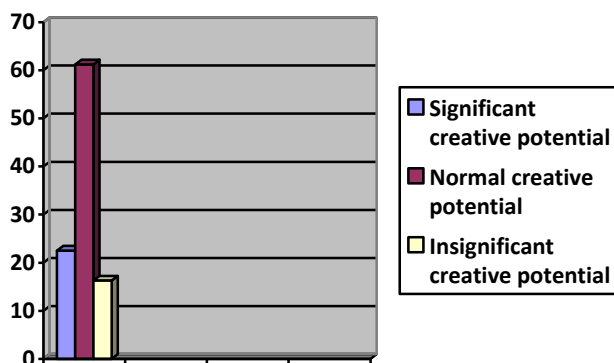 70
60
50
40
30
20
10
0
Significant
creative potential
Normal creative
potential
Insignificant
creative potential